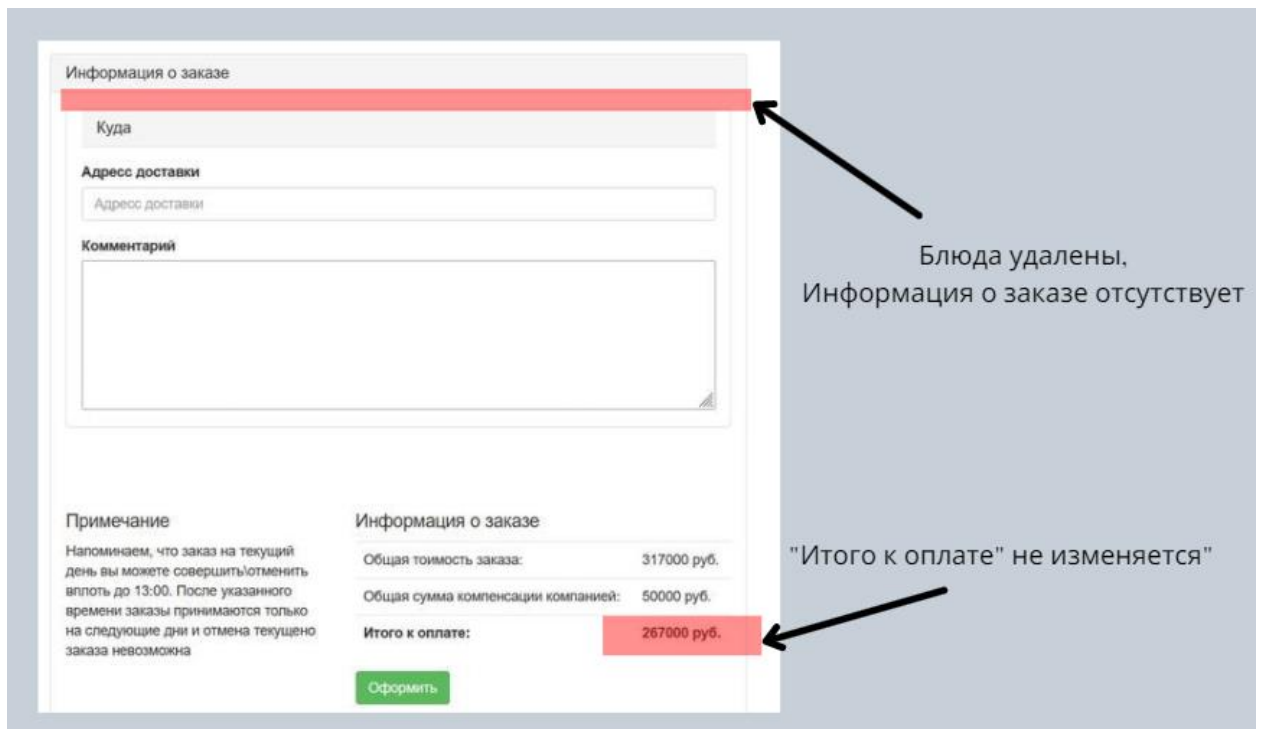 Информация о заказе
Куда
Адресс доставки
Адресс доставки
Комментарий
Блюда удалены,
Информация о заказе отсутствует
Примечание
Напоминаем, что заказ на текущий
день вы можете совершить\отменить
вплоть до 13:00. После указанного
времени заказы принимаются только
на следующие дни и отмена текущено
заказа невозможна
Информация о заказе
Общая тоимость заказа: 317000 руб.
Общая сумма компенсации компанией: 50000 руб.
Итого к оплате: 267000 руб.
Оформить
"Итого к оплате" не изменяется"